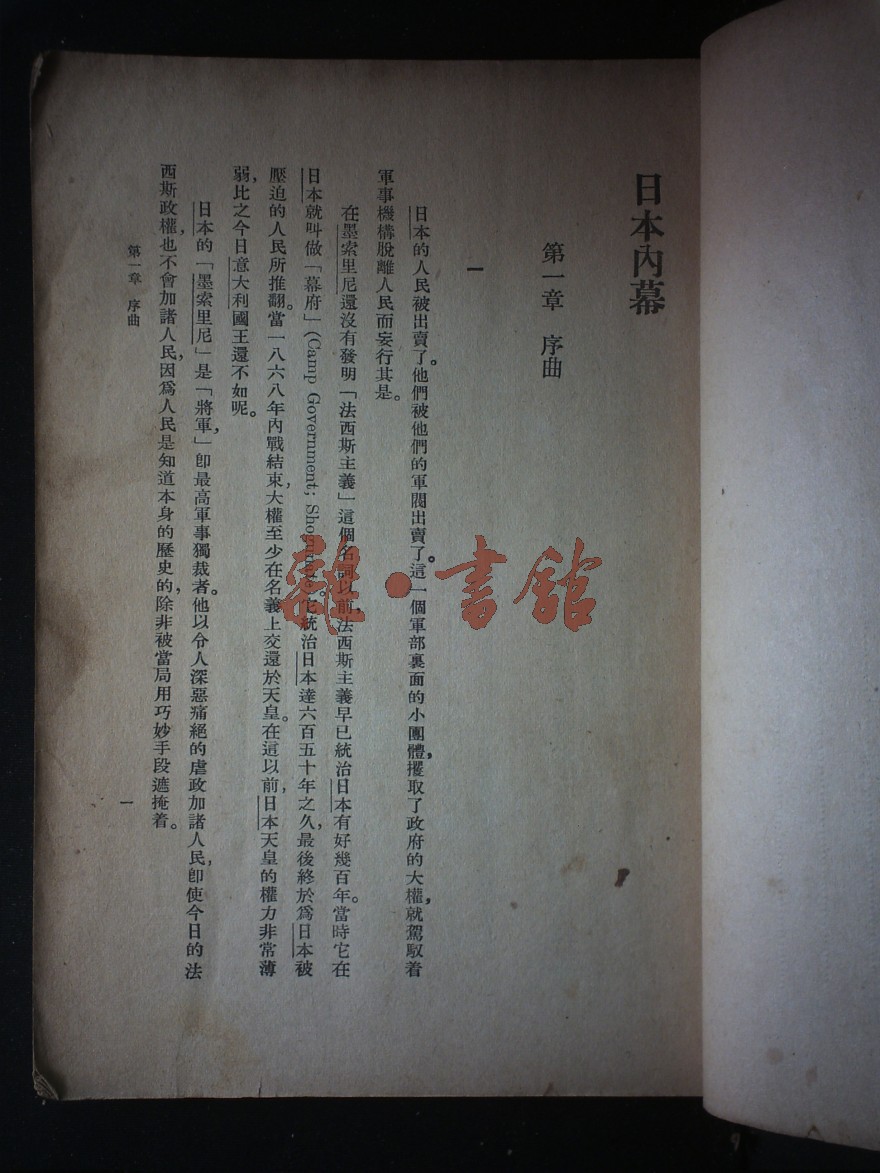 日本內幕
第一章 序曲
一
日本的人民被出賣了。他們被他們的軍閥出賣了。這一個軍部裏面的小團體，攫取了政府的大權，就駕馭着
軍事機構脫離人民而妄行其是。
在墨索里尼還沒有發明「法西斯主義」這個名詞以前，法西斯主義早已統治日本有好幾百年。當時它在
日本就叫做「幕府」(Camp Government; 它統治日本達六百五十年之久，最後終於爲日本被
壓迫的人民所推翻。當一八六八年內戰結束，大權至少在名義上交還於天皇。在這以前，日本天皇的權力非常薄
弱，比之今日意大利國王還不如呢。
日本的「墨索里尼」是「將軍」，卽最高軍事獨裁者。他以令人深惡痛絕的虐政加諸人民，卽使今日的法
西斯政權，也不會加諸人民，因爲人民是知道本身的歷史的，除非被當局用巧妙手段遮掩着。
第一章 序曲
一
雜·書館